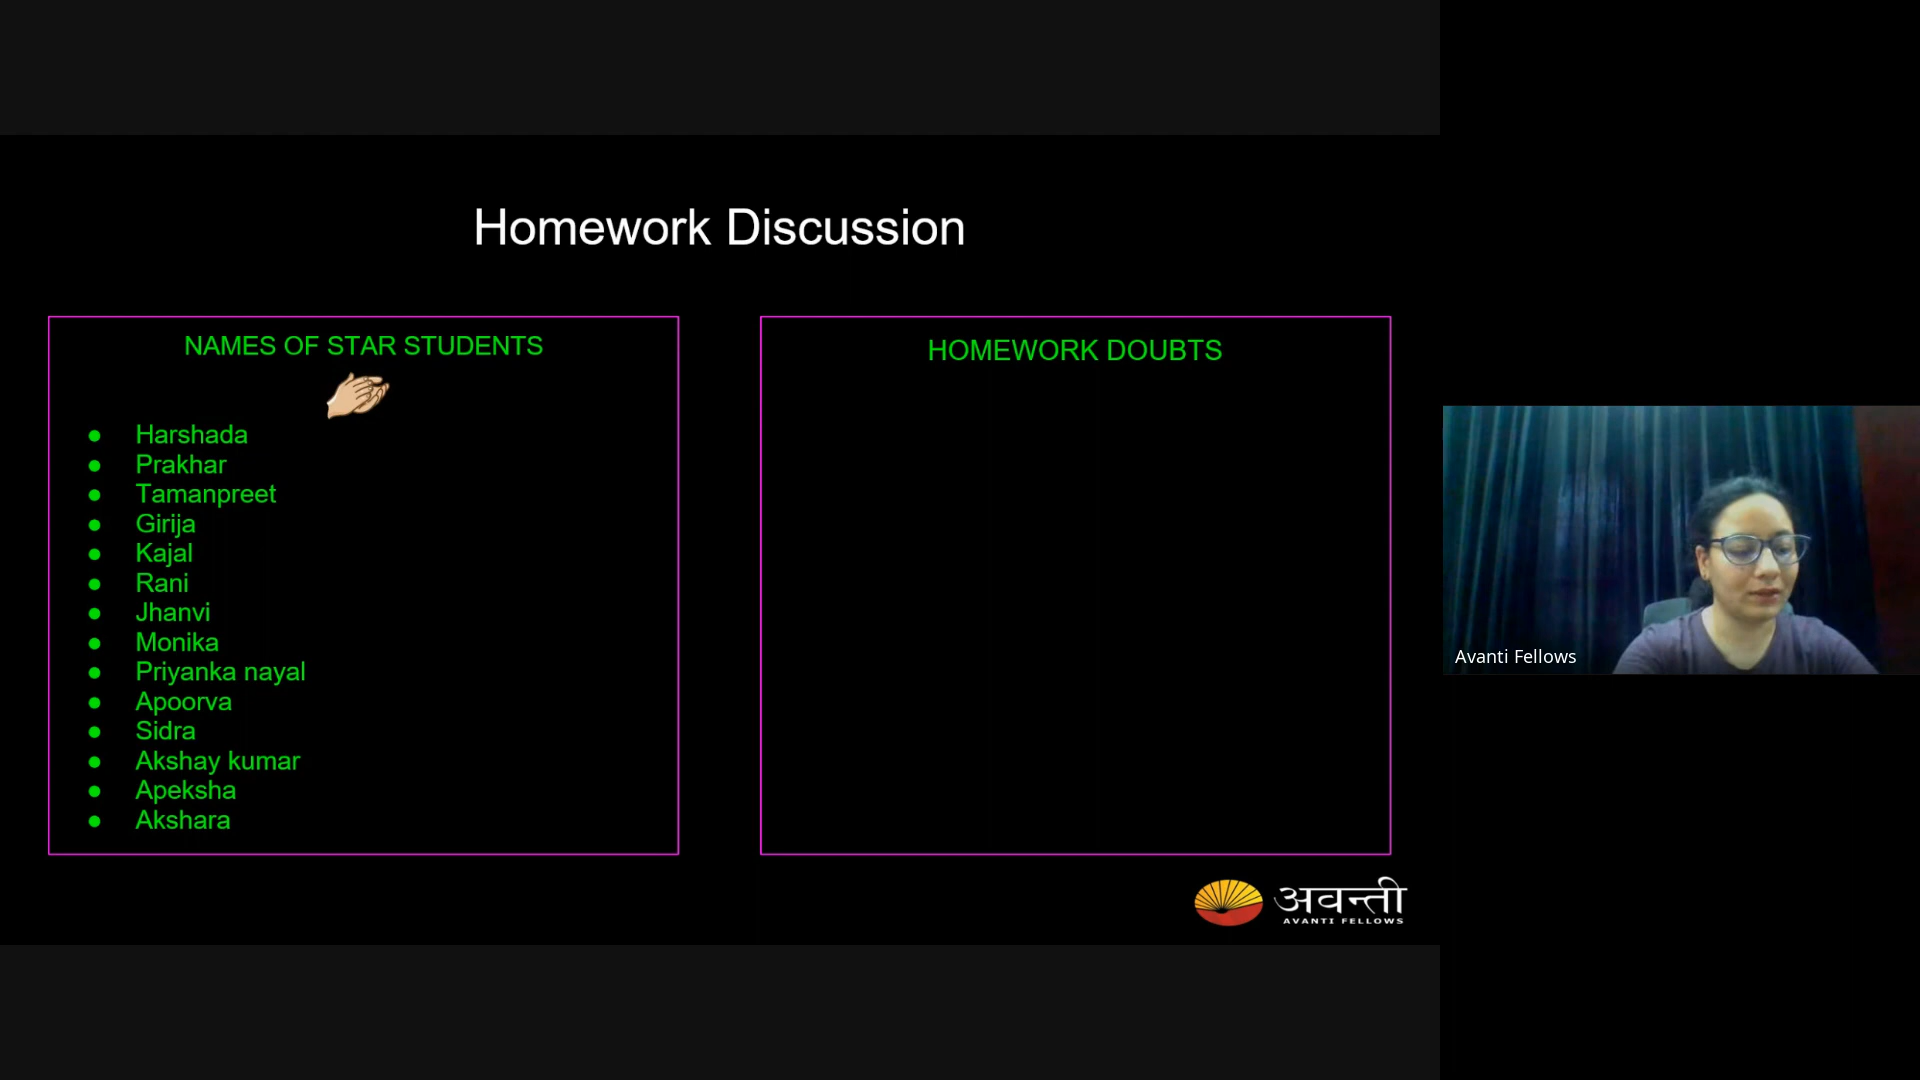 Homework Discussion
NAMES OF STAR STUDENTS
● Harshada
● Prakhar
● Tamanpreet
● Girija
● Kajal
● Rani
● Jhanvi
● Monika
● Priyanka nayal
● Apoorva
● Sidra
● Akshay kumar
● Apeksha
● Akshara
HOMEWORK DOUBTS
अवन्ती
AVANTI FELLOWS
Avanti Fellows